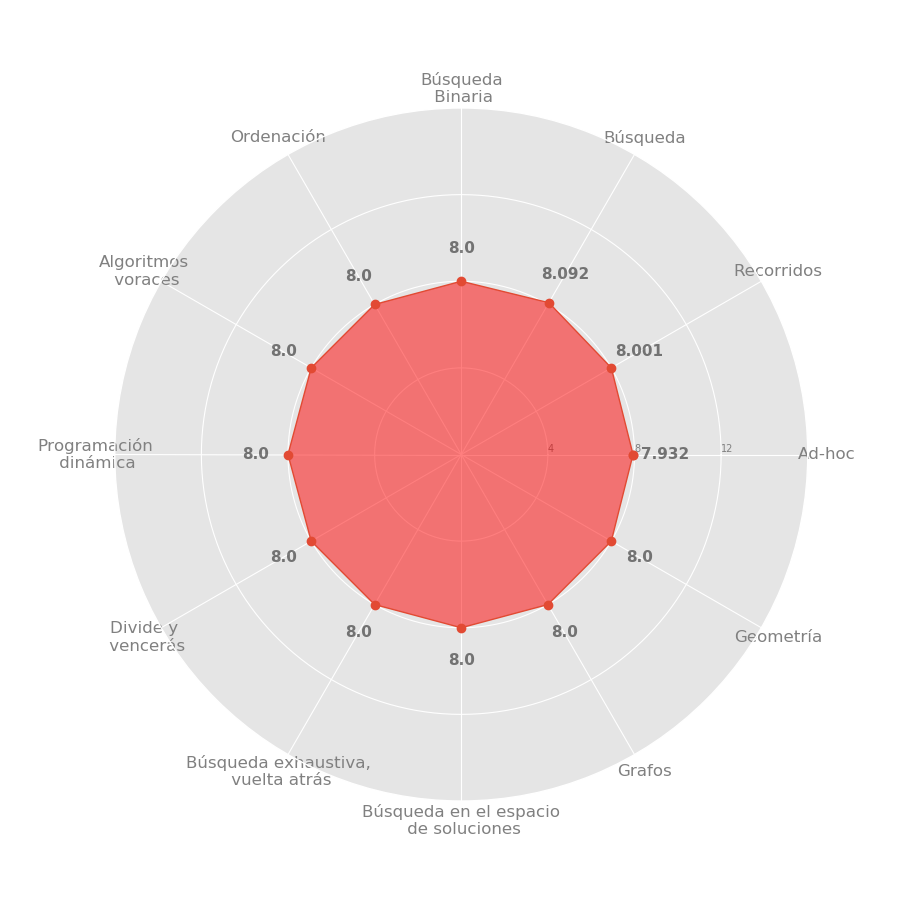 Búsqueda
Binaria
Ordenación
Búsqueda
8.0
Algoritmos
voraces
8.0
8.092
Recorridos
8.0
8.001
Programación
dinámica
8.0
4
8
12
7.932
Ad-hoc
8.0
8.0
Divide y
vencerás
8.0
8.0
8.0
Geometría
Búsqueda exhaustiva,
vuelta atrás
Grafos
Búsqueda en el espacio
de soluciones